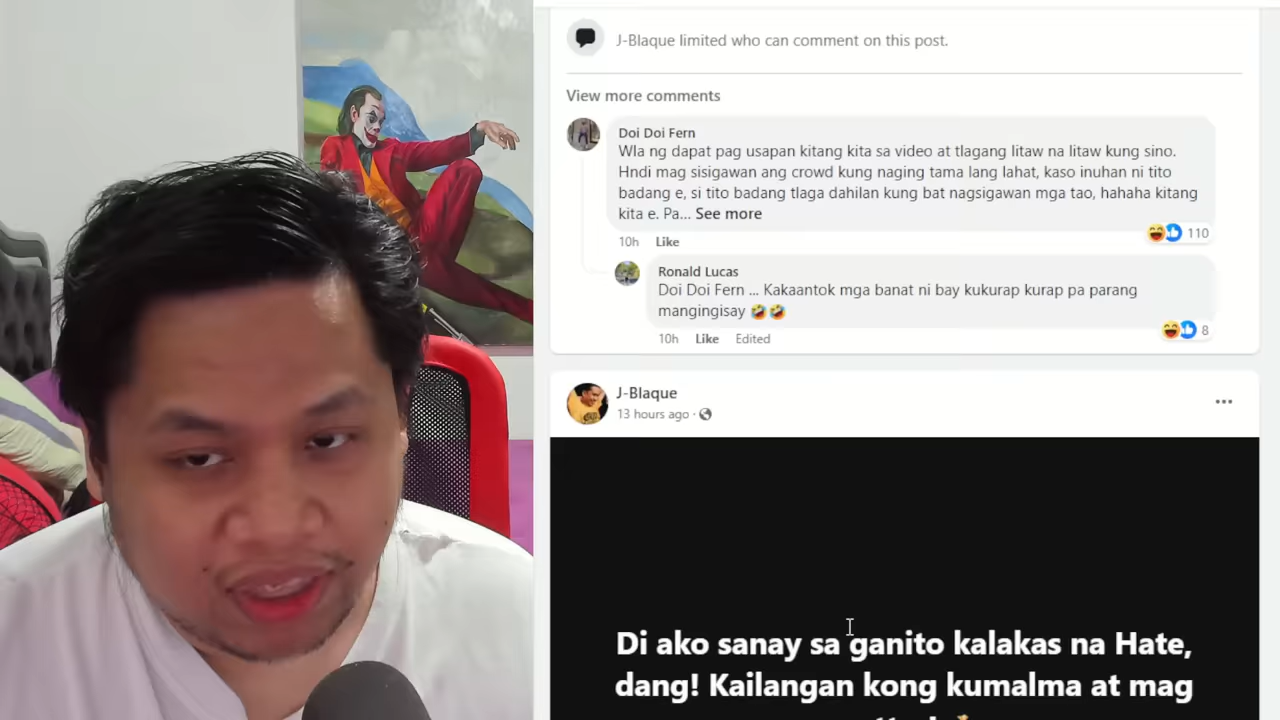 J-Blaque limited who can comment on this post.
View more comments
Doi Doi Fern
Wla ng dapat pag usapan kitang kita sa video at tlagang litaw na litaw kung sino.
Hndi mag sisigawan ang crowd kung naging tama lang lahat, kaso inuhan ni tito
badang e, si tito badang tlaga dahilan kung bat nagsigawan mga tao, hahaha kitang
kita e. Pa... See more
110
10h Like
Ronald Lucas
Doi Doi Fern ... Kakaantok mga banat ni bay kukurap kurap pa parang
mangingisay 🤣🤣
8
10h Like Edited
J-Blaque
13 hours ago ·
Di ako sanay sa ganito kalakas na Hate,
dang! Kailangan kong kumalma at mag